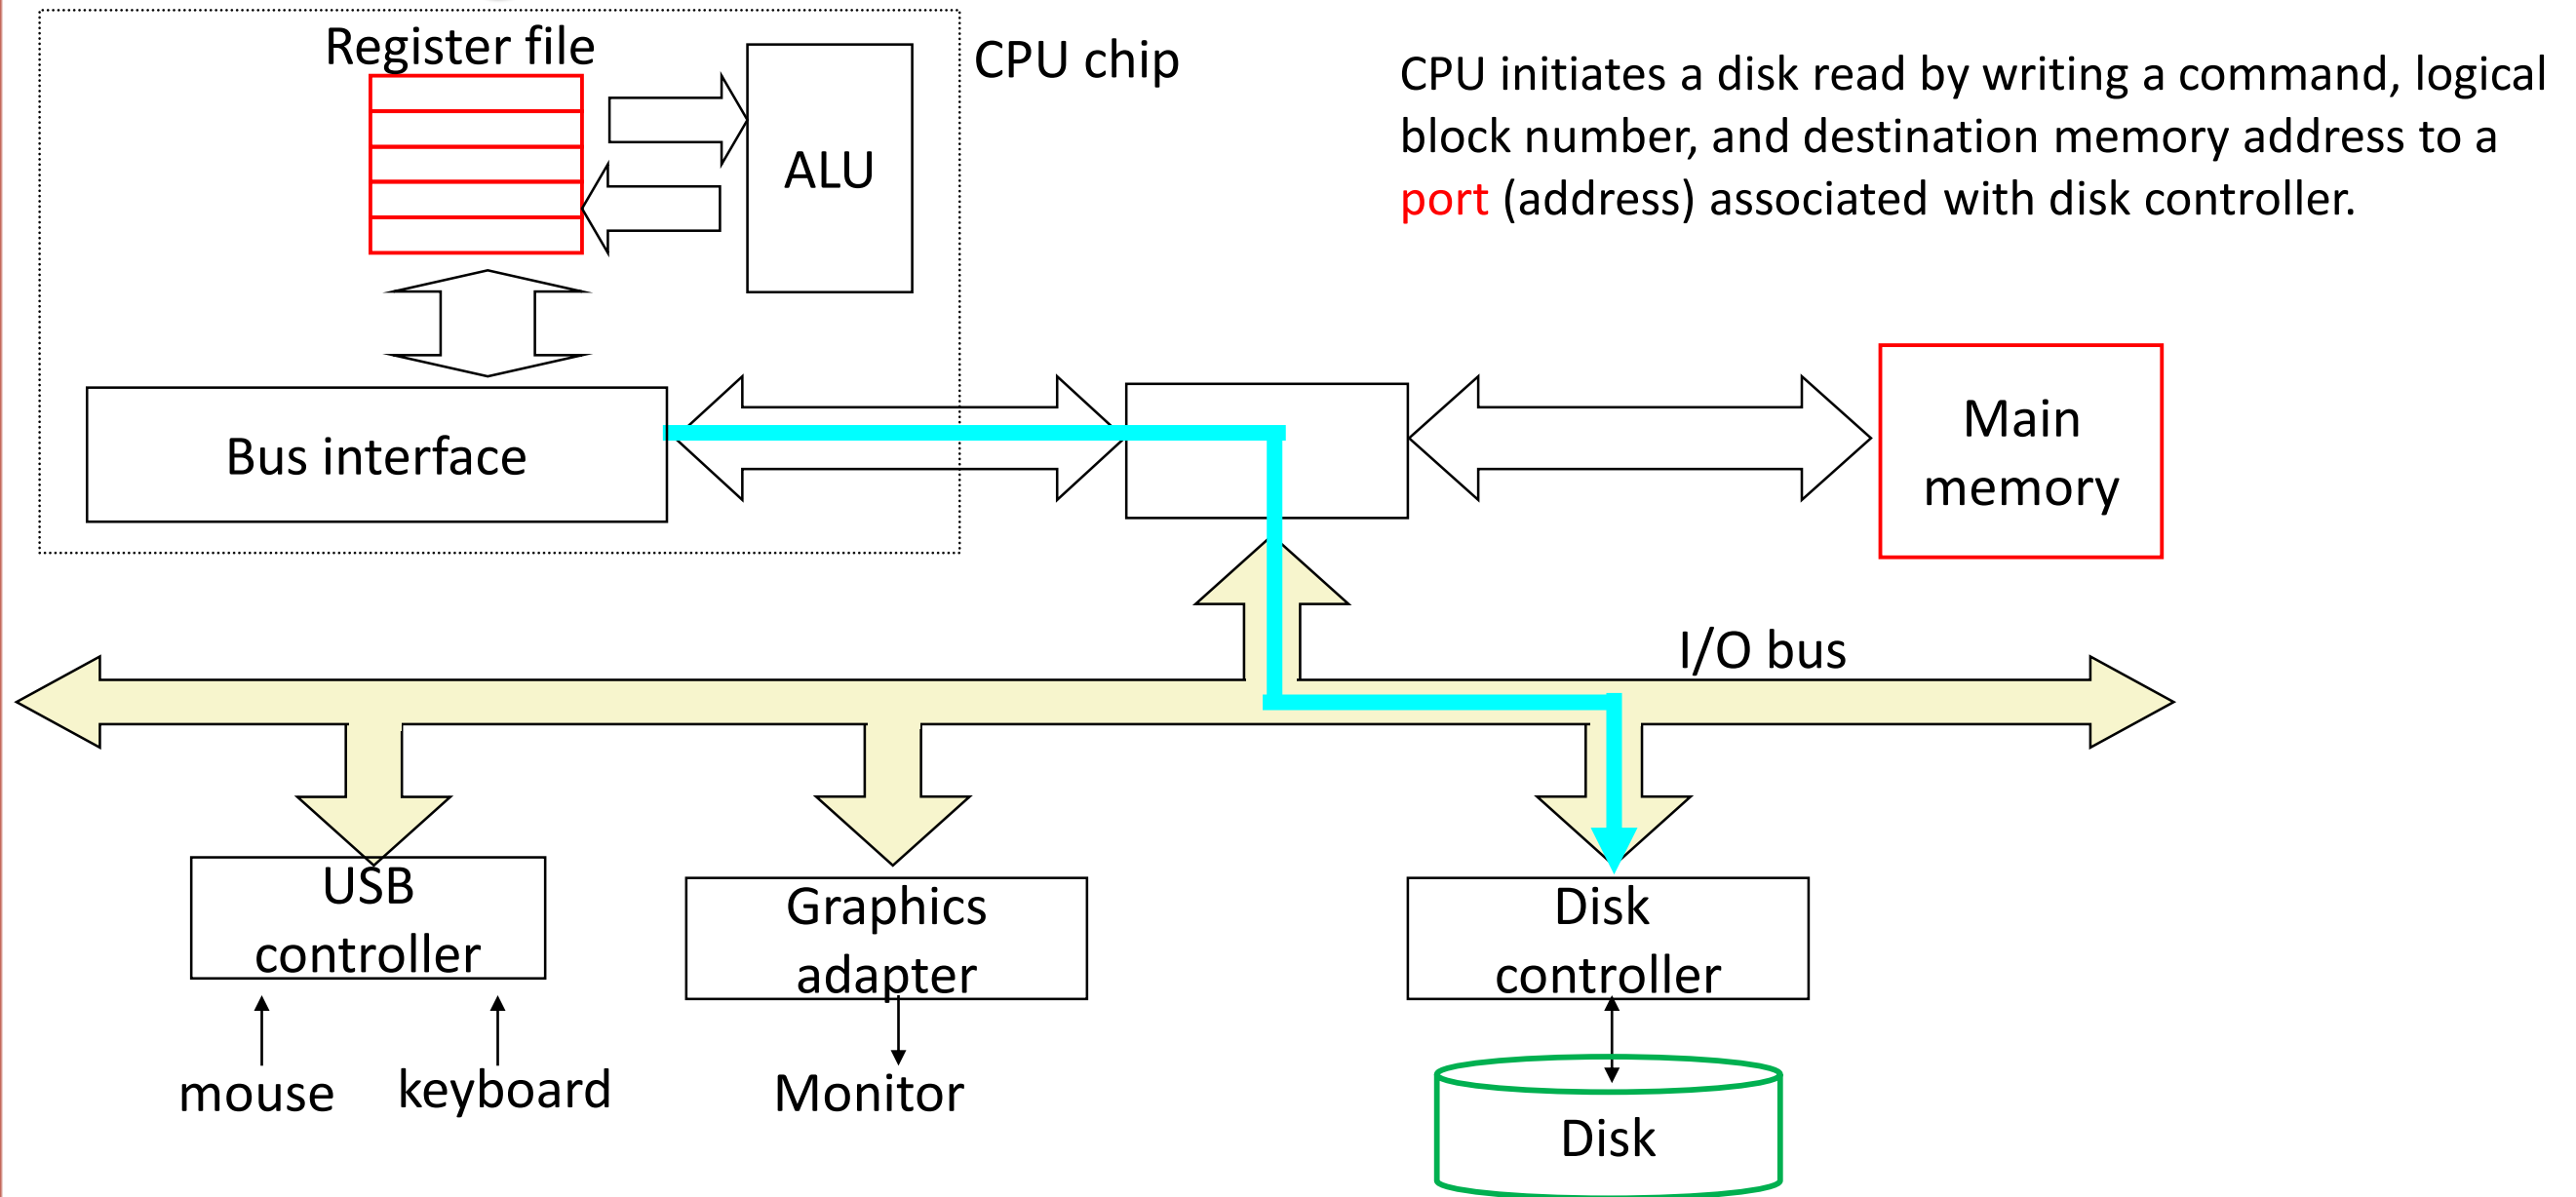 Register file
CPU chip
CPU initiates a disk read by writing a command, logical
block number, and destination memory address to a
port (address) associated with disk controller.
ALU
Bus interface
Main
memory
I/O bus
USB
controller
Graphics
adapter
Disk
controller
mouse
keyboard
Monitor
Disk